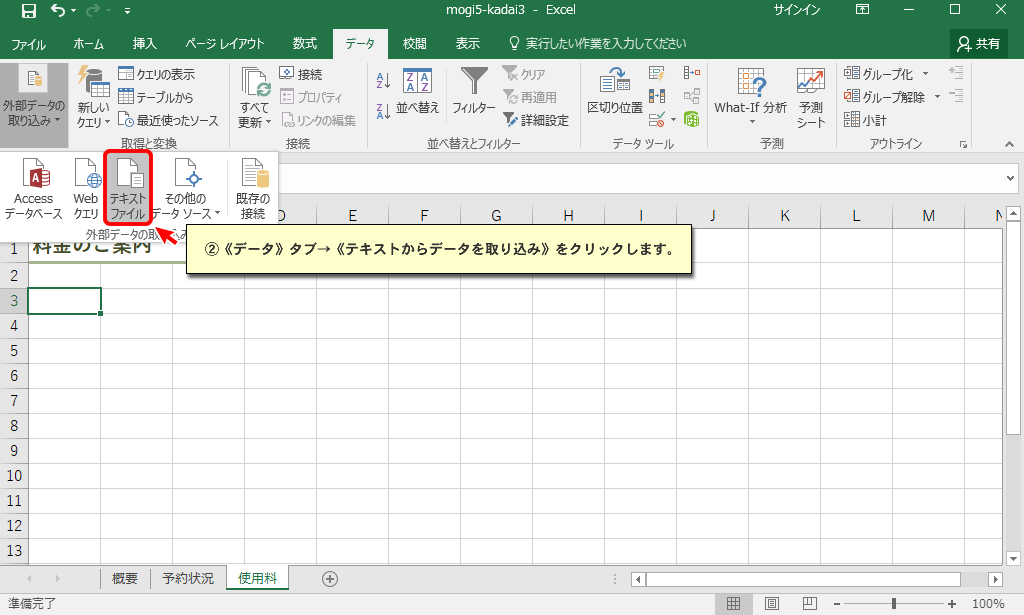 mogi5-kadai3 - Excel
サインイン
ファイル ホーム 挿入 ページ レイアウト 数式 データ 校閲 表示 実行したい作業を入力してください 共有
外部データの
取り込み
新しい
クエリ
クエリの表示
テーブルから
最近使ったソース
取得と変換
すべて
更新
接続
プロパティ
リンクの編集
接続
並べ替え
フィルター
クリア
再適用
詳細設定
並べ替えとフィルター
区切り位置
データ ツール
What-If 分析
予測
シート
予測
グループ化
グループ解除
小計
アウトライン
Access
データベース
Web
クエリ
テキスト
ファイル
その他の
データ ソース
既存の
接続
外部データの取り込み
D E F G H I J K L M N
1 料金のご案内
②《データ》タブ→《テキストからデータを取り込み》をクリックします。
2
3
4
5
6
7
8
9
10
11
12
13
概要 予約状況 使用料
準備完了
100%